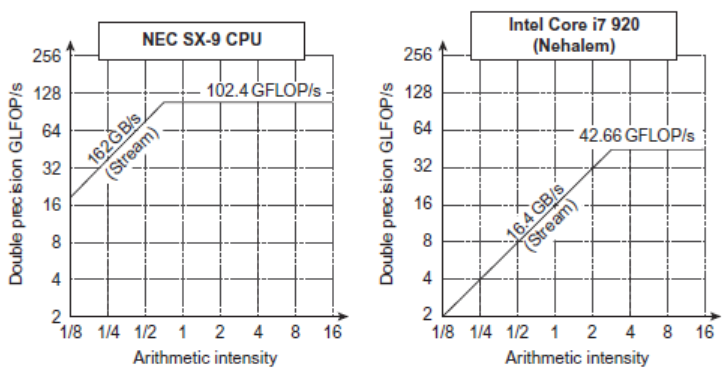 NEC SX-9 CPU
Double precision GLFOP/s
256
128
64
32
16
8
4
2
102.4 GFLOP/s
162GB/s
(Stream)
1/8 1/4 1/2 1 2 4 8 16
Arithmetic intensity
Intel Core i7 920
(Nehalem)
Double precision GLFOP/s
256
128
64
32
16
8
4
2
42.66 GFLOP/s
16.4 GB/s
(Stream)
1/8 1/4 1/2 1 2 4 8 16
Arithmetic intensity